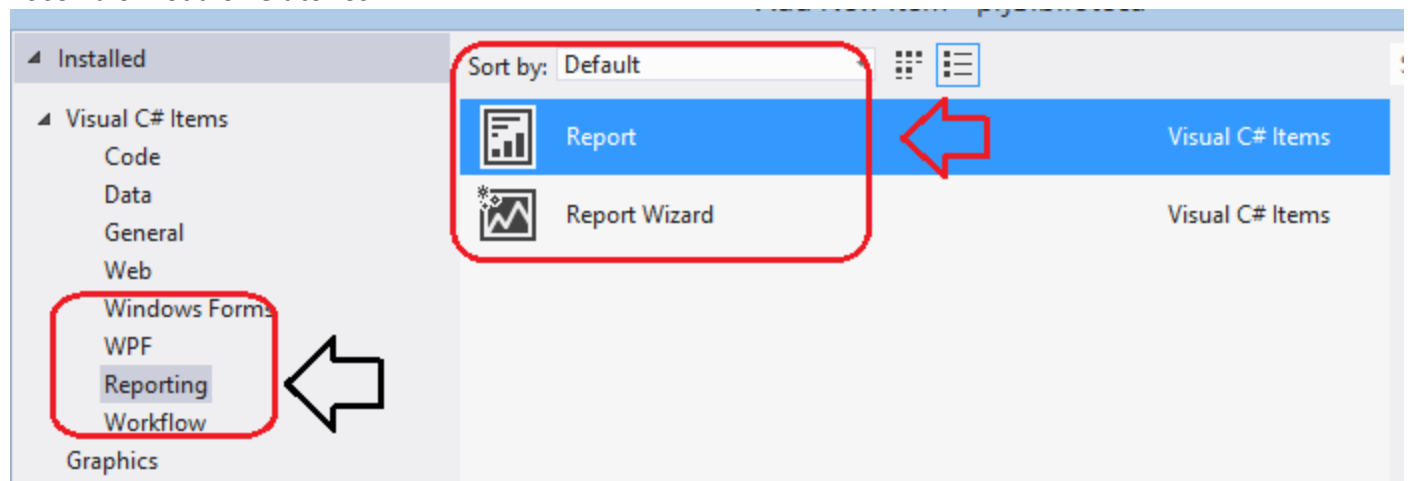 Installed
Sort by: Default
Visual C# Items
Code
Data
General
Web
Windows Forms
WPF
Reporting
Workflow
Graphics
Report Visual C# Items
Report Wizard Visual C# Items